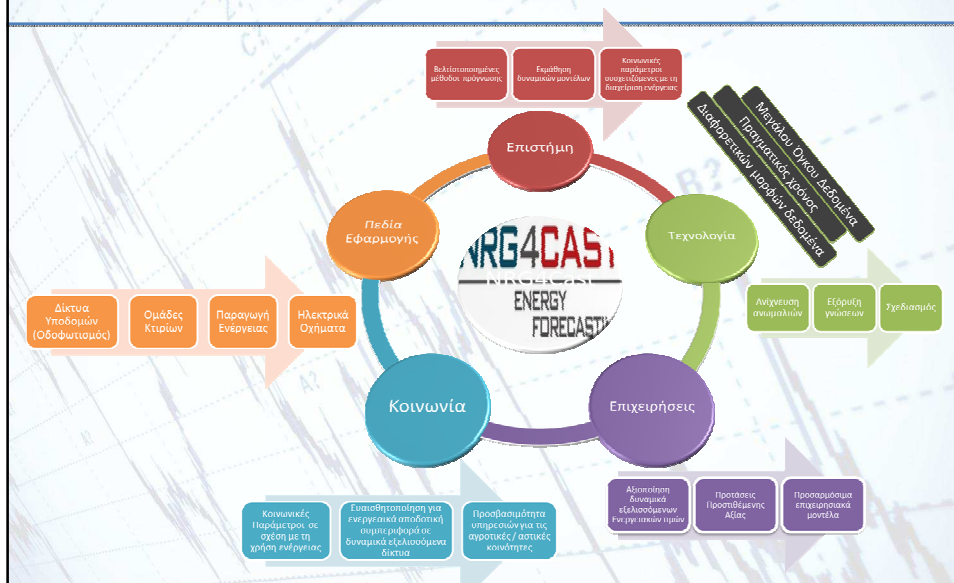 Βελτιστοποιημένες
μέθοδοι πρόγνωσης
Εκμάθηση
δυναμικών μοντέλων
Κοινωνικές
παράμετροι
συσχετιζόμενες με τη
διαχείριση ενέργειας
Επιστήμη
Μεγάλου Όγκου Δεδομένα
Πραγματικός χρόνος
Διαφορετικών μορφών δεδομένα
Πεδία
Εφαρμογής
Τεχνολογία
NRG4CAST
NRG4Cast
ENERGY
FORECASTIN
Ανίχνευση
ανωμαλιών
Εξόρυξη
γνώσεων
Σχεδιασμός
Δίκτυα
Υποδομών
(Οδοφωτισμός)
Ομάδες
Κτιρίων
Παραγωγή
Ενέργειας
Ηλεκτρικά
Οχήματα
Κοινωνία
Επιχειρήσεις
Αξιοποίηση
δυναμικά
εξελισσόμενων
Ενεργειακών τιμών
Προτάσεις
Προστιθέμενης
Αξίας
Προσαρμόσιμα
επιχειρησιακά
μοντέλα
Κοινωνικές
Παράμετροι σε
σχέση με τη
χρήση ενέργειας
Ευαισθητοποίηση για
ενεργειακά αποδοτική
συμπεριφορά σε
δυναμικά εξελισσόμενα
δίκτυα
Προσβασιμότητα
υπηρεσιών για τις
αγροτικές / αστικές
κοινότητες
C?
B?
A?